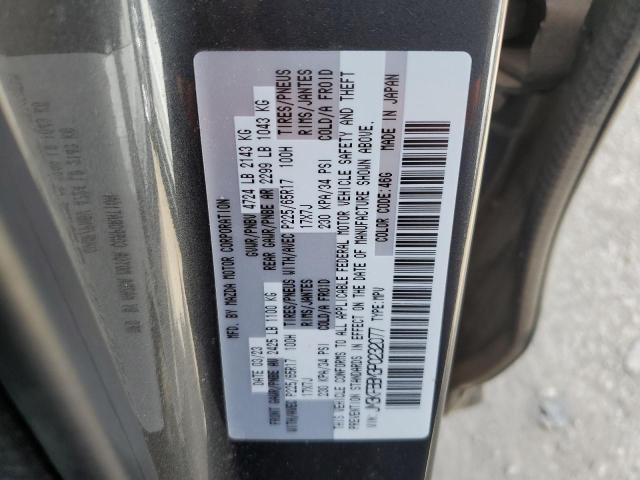 MFD. BY MAZDA MOTOR CORPORATION
DATE 03/23 GVWR/PNBV 4724 LB 2143 KG
FRONT GAWR/PNBE AV 2425 LB 1100 KG REAR GAWR/PNBE AR 2299 LB 1043 KG
WITH/AVEC P225/65R17 100H TIRES/PNEUS WITH/AVEC P225/65R17 100H TIRES/PNEUS
17X7J RIMS/JANTES 17X7J RIMS/JANTES
230 KPA/34 PSI COLD/A FROID 230 KPA/34 PSI COLD/A FROID
THIS VEHICLE CONFORMS TO ALL APPLICABLE FEDERAL MOTOR VEHICLE SAFETY AND THEFT
PREVENTION STANDARDS IN EFFECT ON THE DATE OF MANUFACTURE SHOWN ABOVE.
COLOR CODE:46G MADE IN JAPAN
VIN: TYPE:MPV